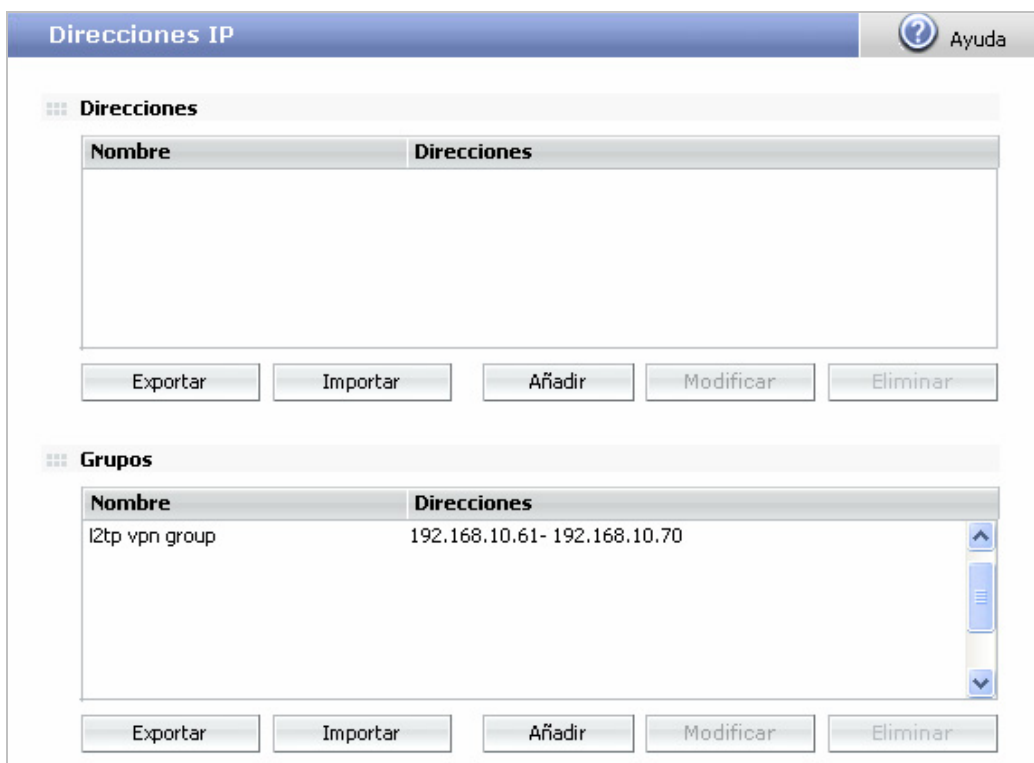 Direcciones IP
Ayuda
Direcciones
Nombre Direcciones
Exportar Importar Añadir Modificar Eliminar
Grupos
Nombre Direcciones
l2tp vpn group 192.168.10.61- 192.168.10.70
Exportar Importar Añadir Modificar Eliminar